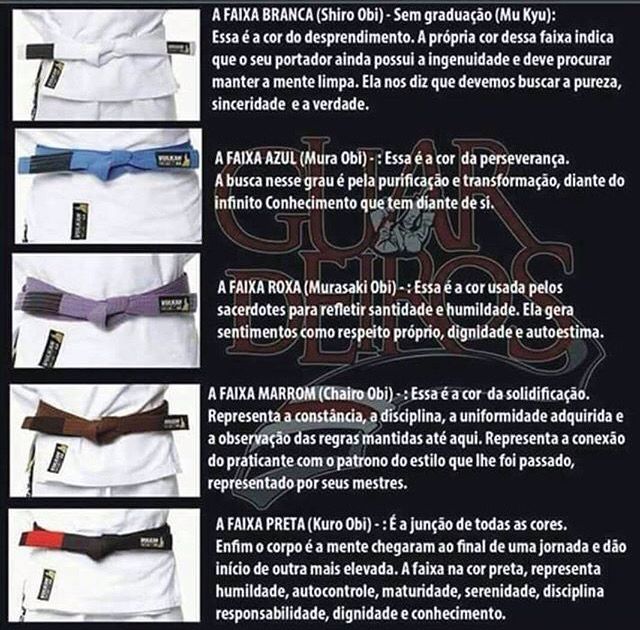 A FAIXA BRANCA (Shiro Obi) - Sem graduação (Mu Kyu):
Essa é a cor do desprendimento. A própria cor dessa faixa indica
que o seu portador ainda possui a ingenuidade e deve procurar
manter a mente limpa. Ela nos diz que devemos buscar a pureza,
sinceridade e a verdade.
VULKAN
A FAIXA AZUL (Mura Obi) - : Essa é a cor da perseverança.
A busca nesse grau é pela purificação e transformação, diante do
infinito Conhecimento que tem diante de si.
VULKAN
GUAR
DEIROS
A FAIXA ROXA (Murasaki Obi) - : Essa é a cor usada pelos
sacerdotes para refletir santidade e humildade. Ela gera
sentimentos como respeito próprio, dignidade e autoestima.
VULKAN
A FAIXA MARROM (Chairo Obi) - : Essa é a cor da solidificação.
Representa a constância, a disciplina, a uniformidade adquirida e
a observação das regras mantidas até aqui. Representa a conexão
do praticante com o patrono do estilo que lhe foi passado,
representado por seus mestres.
VULKAN
A FAIXA PRETA (Kuro Obi) - : É a junção de todas as cores.
Enfim o corpo é a mente chegaram ao final de uma jornada e dão
início de outra mais elevada. A faixa na cor preta, representa
humildade, autocontrole, maturidade, serenidade, disciplina
responsabilidade, dignidade e conhecimento.
VULKAN